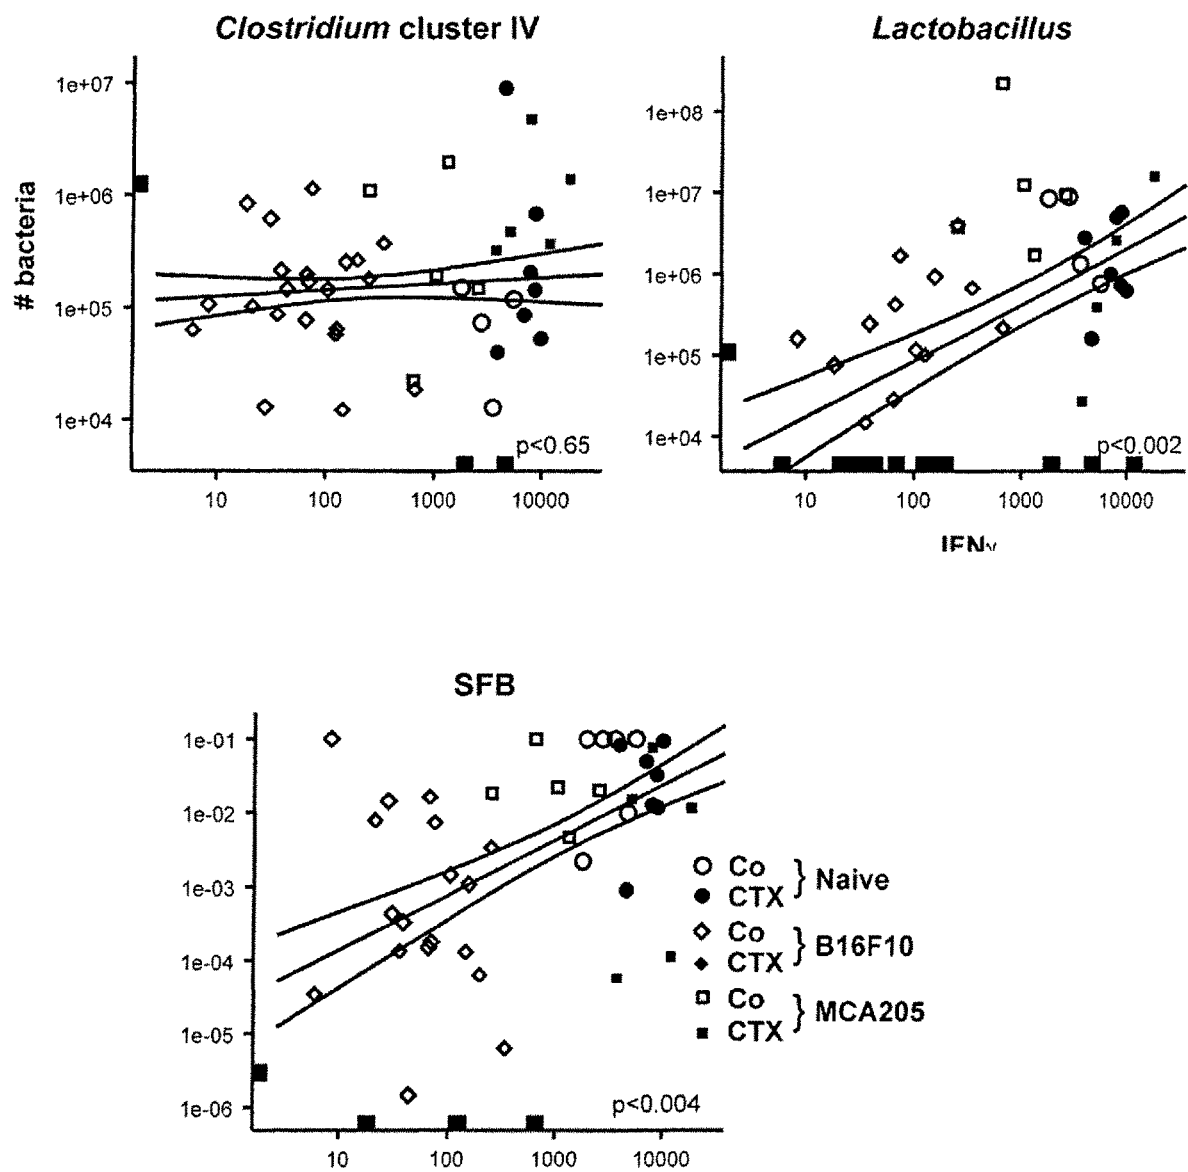 Clostridium cluster IV
Lactobacillus
# bacteria
1e+07
1e+06
1e+05
1e+04
p<0.65
10
100
1000
10000
1e+08
1e+07
1e+06
1e+05
1e+04
p<0.002
10
100
1000
10000
IFNγ
SFB
1e-01
1e-02
1e-03
1e-04
1e-05
1e-06
Co
CTX
} Naive
Co
CTX
} B16F10
Co
CTX
} MCA205
p<0.004
10
100
1000
10000